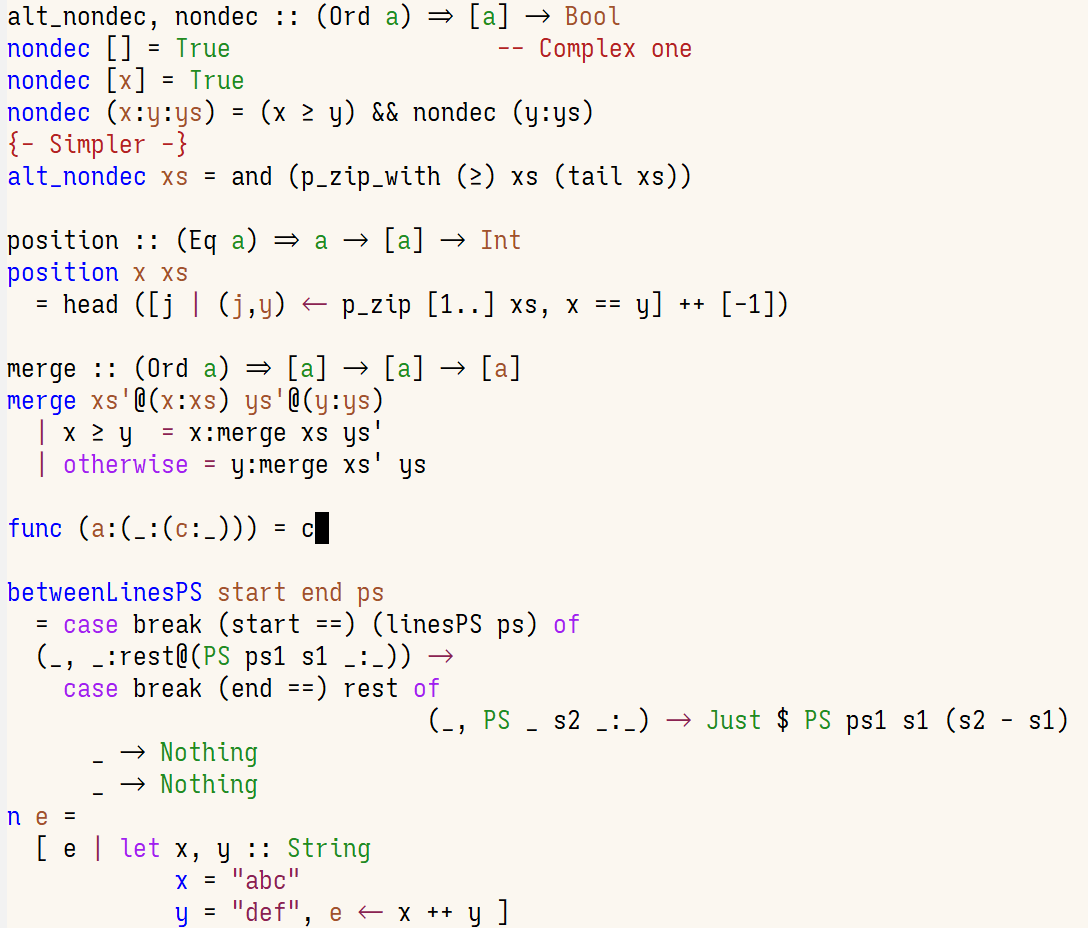 alt_nondec, nondec :: (Ord a) ⇒ [a] → Bool
nondec [] = True                   -- Complex one
nondec [x] = True
nondec (x:y:ys) = (x ≥ y) && nondec (y:ys)
{- Simpler -}
alt_nondec xs = and (p_zip_with (≥) xs (tail xs))

position :: (Eq a) ⇒ a → [a] → Int
position x xs
  = head ([j | (j,y) ← p_zip [1..] xs, x == y] ++ [-1])

merge :: (Ord a) ⇒ [a] → [a] → [a]
merge xs'@(x:xs) ys'@(y:ys)
  | x ≥ y  = x:merge xs ys'
  | otherwise = y:merge xs' ys

func (a:(_:(c:_))) = c

betweenLinesPS start end ps
  = case break (start ==) (linesPS ps) of
  (_, _:rest@(PS ps1 s1 _:_)) →
    case break (end ==) rest of
                              (_, PS _ s2 _:_) → Just $ PS ps1 s1 (s2 - s1)
      _ → Nothing
      _ → Nothing
n e =
  [ e | let x, y :: String
            x = "abc"
            y = "def", e ← x ++ y ]